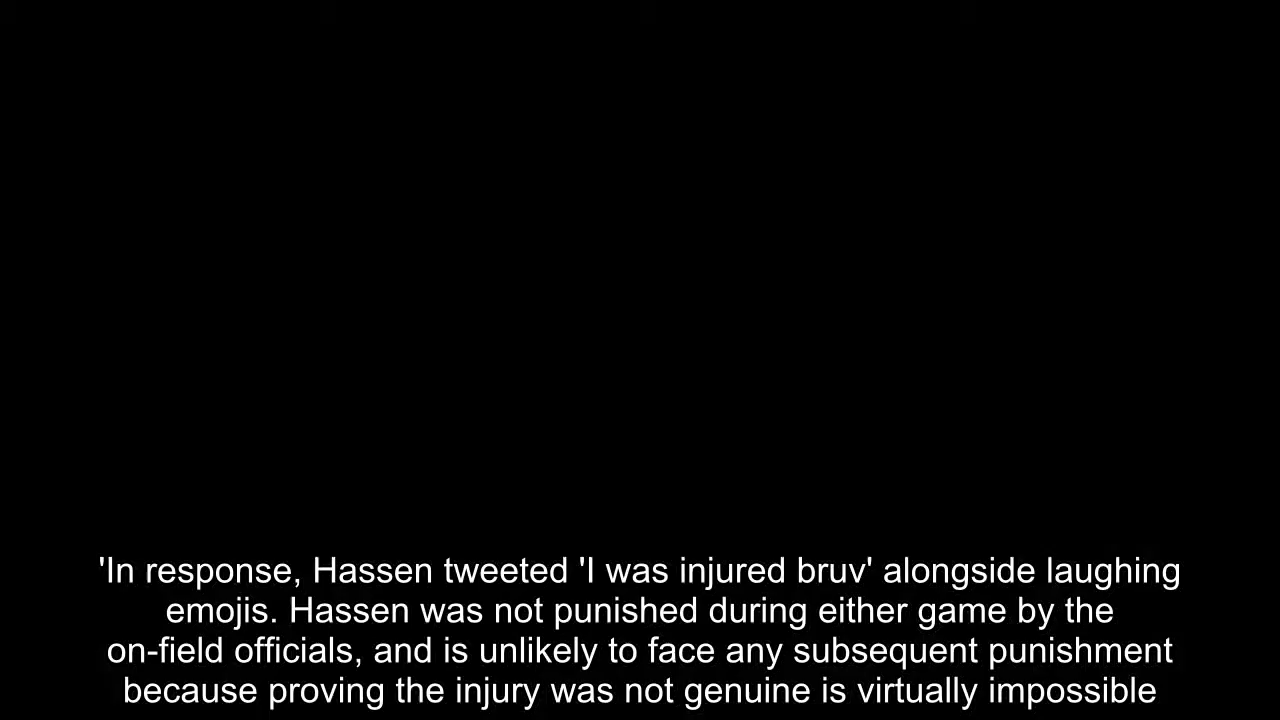 'In response, Hassen tweeted 'I was injured bruv' alongside laughing
emojis. Hassen was not punished during either game by the
on-field officials, and is unlikely to face any subsequent punishment
because proving the injury was not genuine is virtually impossible